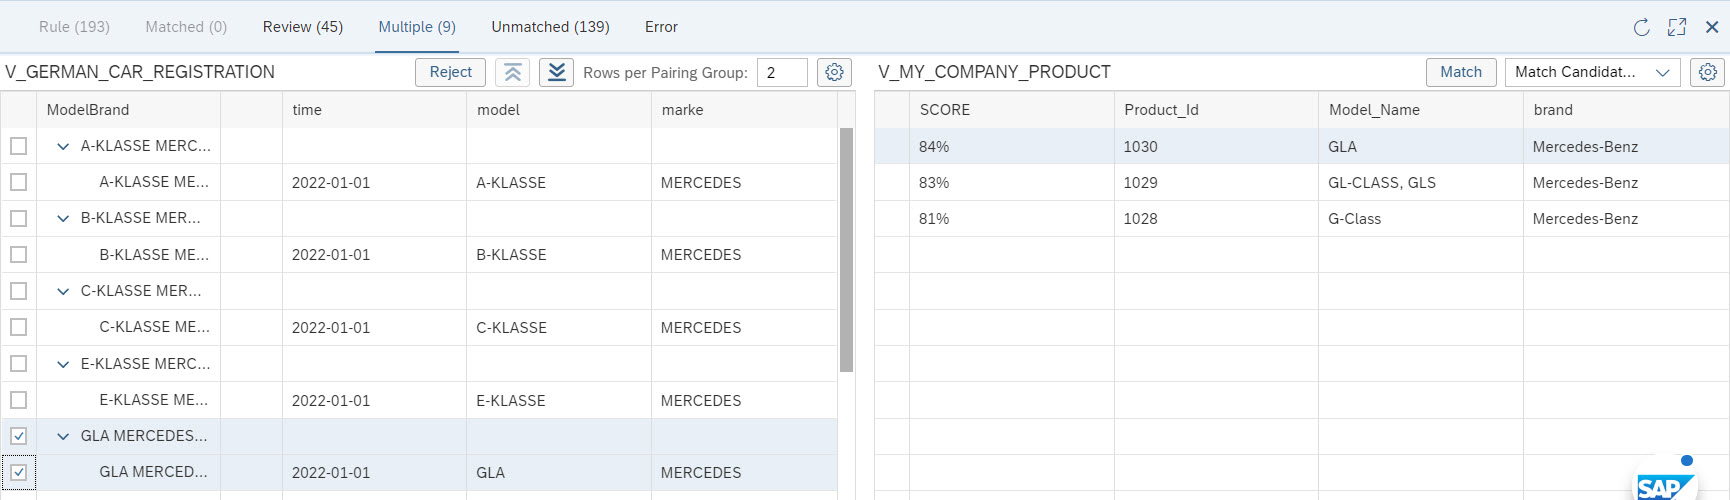 Rule (193) Matched (0) Review (45) Multiple (9) Unmatched (139) Error
V_GERMAN_CAR_REGISTRATION Reject Rows per Pairing Group: 2
ModelBrand time model marke
A-KLASSE MERC...
A-KLASSE ME... 2022-01-01 A-KLASSE MERCEDES
B-KLASSE MER...
B-KLASSE ME... 2022-01-01 B-KLASSE MERCEDES
C-KLASSE MER...
C-KLASSE ME... 2022-01-01 C-KLASSE MERCEDES
E-KLASSE MERC...
E-KLASSE ME... 2022-01-01 E-KLASSE MERCEDES
GLA MERCEDES...
GLA MERCED... 2022-01-01 GLA MERCEDES
V_MY_COMPANY_PRODUCT Match Match Candidat...
SCORE Product_Id Model_Name brand
84% 1030 GLA Mercedes-Benz
83% 1029 GL-CLASS, GLS Mercedes-Benz
81% 1028 G-Class Mercedes-Benz
SAP